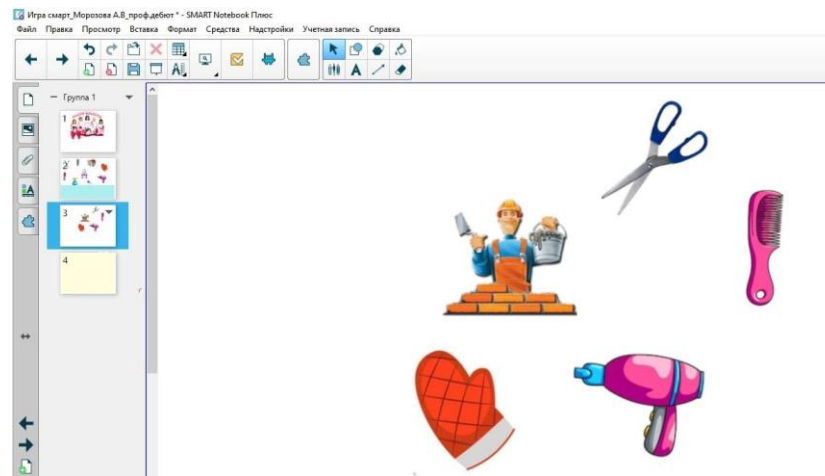 Игра смарт_Морозова А.В_проф.дебют * - SMART Notebook Плюс
Файл Правка Просмотр Вставка Формат Средства Надстройки Учетная запись Справка
Группа 1
1
2
3
4